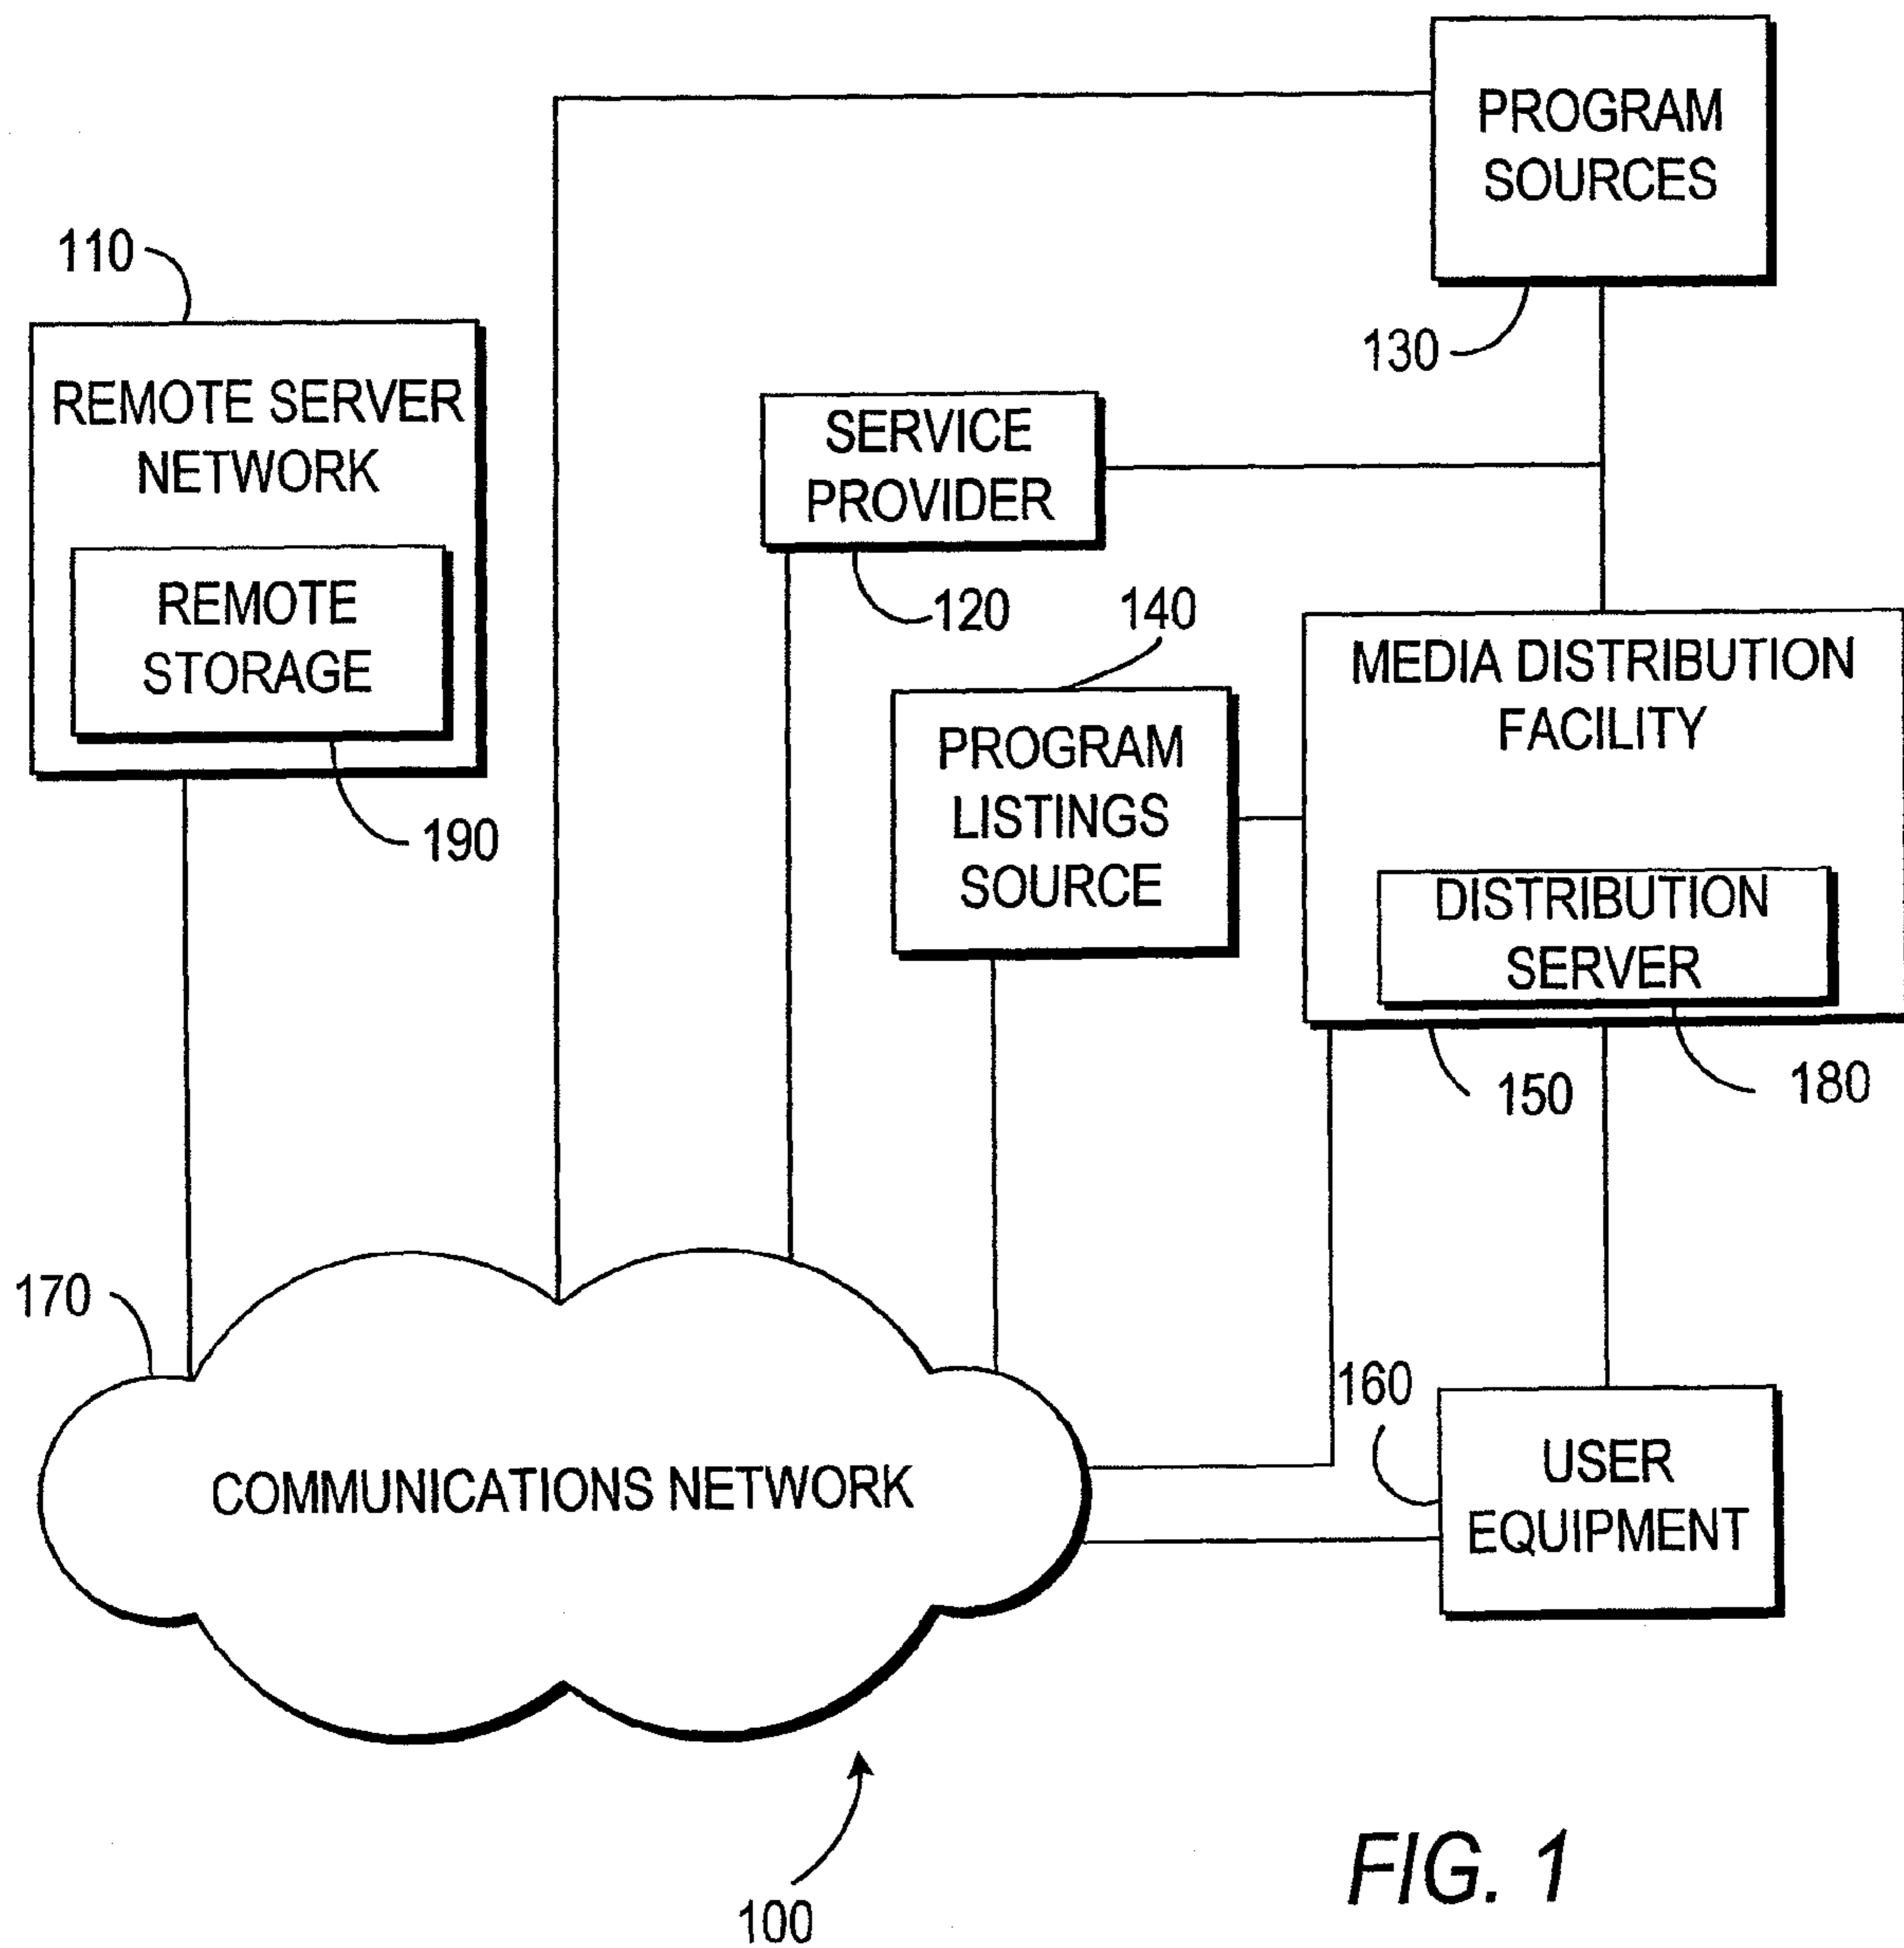 PROGRAM
SOURCES
130
110
REMOTE SERVER
NETWORK
REMOTE
STORAGE
190
SERVICE
PROVIDER
120
140
PROGRAM
LISTINGS
SOURCE
MEDIA DISTRIBUTION
FACILITY
DISTRIBUTION
SERVER
150
180
170
COMMUNICATIONS NETWORK
160
USER
EQUIPMENT
100
FIG. 1